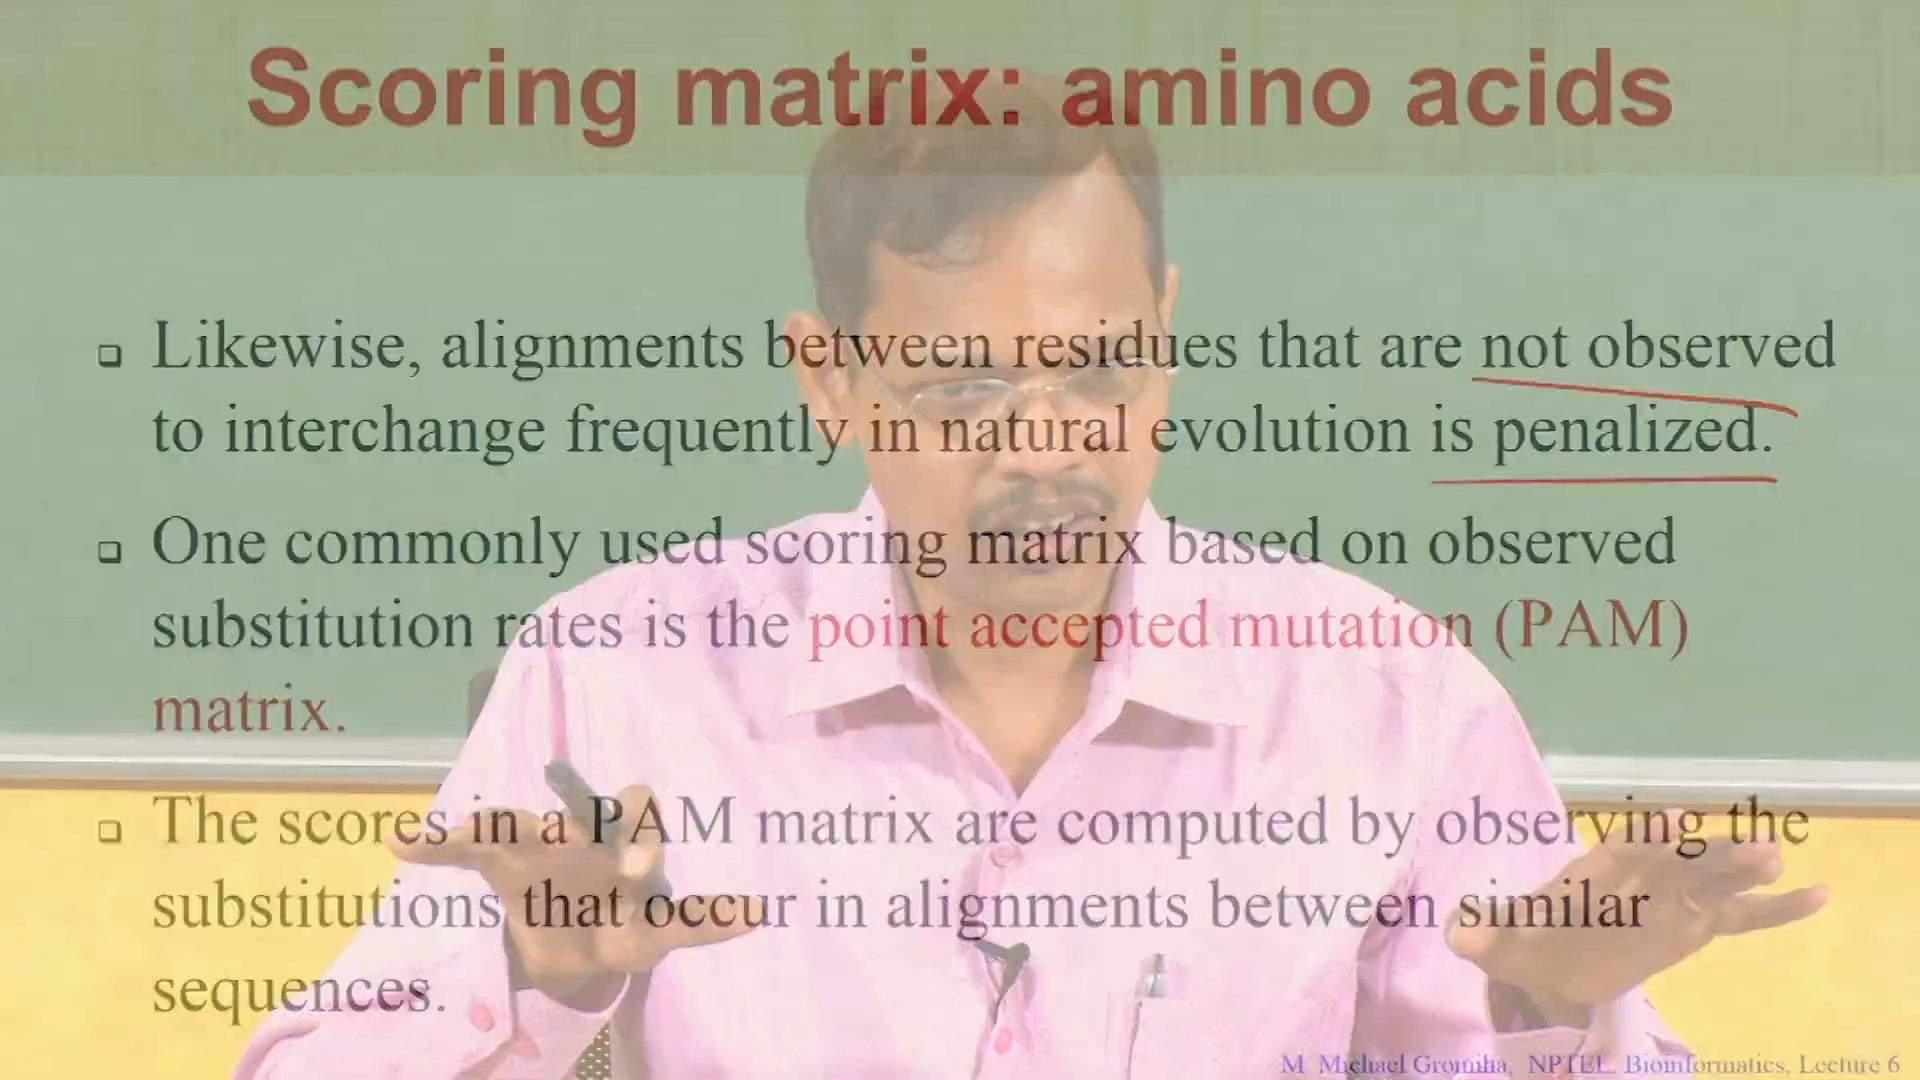 Scoring matrix: amino acids
Likewise, alignments between residues that are not observed
to interchange frequently in natural evolution is penalized.
One commonly used scoring matrix based on observed
substitution rates is the point accepted mutation (PAM)
matrix.
The scores in a PAM matrix are computed by observing the
substitutions that occur in alignments between similar
sequences.
M. Michael Gromiha, NPTEL, Bioinformatics, Lecture 6